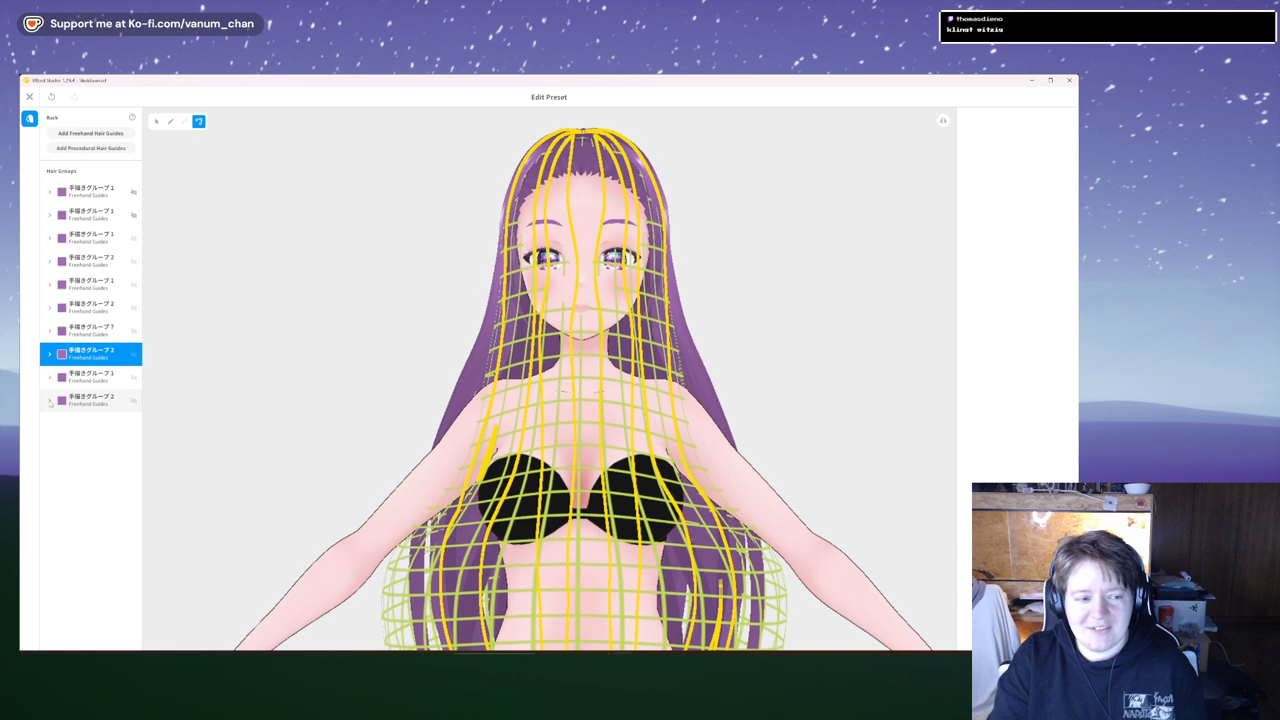 Support me at Ko-fi.com/vanum_chan
thomasdieno
klingt witzig
Edit Preset
Back
Add Freehand Hair Guides
Add Procedural Hair Guides
Hair Groups
手描きグループ 1
Freehand Guides
手描きグループ 1
Freehand Guides
手描きグループ 1
Freehand Guides
手描きグループ 2
Freehand Guides
手描きグループ 1
Freehand Guides
手描きグループ 2
Freehand Guides
手描きグループ 7
Freehand Guides
手描きグループ 2
Freehand Guides
手描きグループ 1
Freehand Guides
手描きグループ 2
Freehand Guides